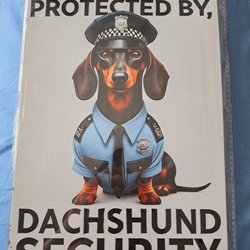 PROTECTED BY,
DACHSHUND
SECURITY